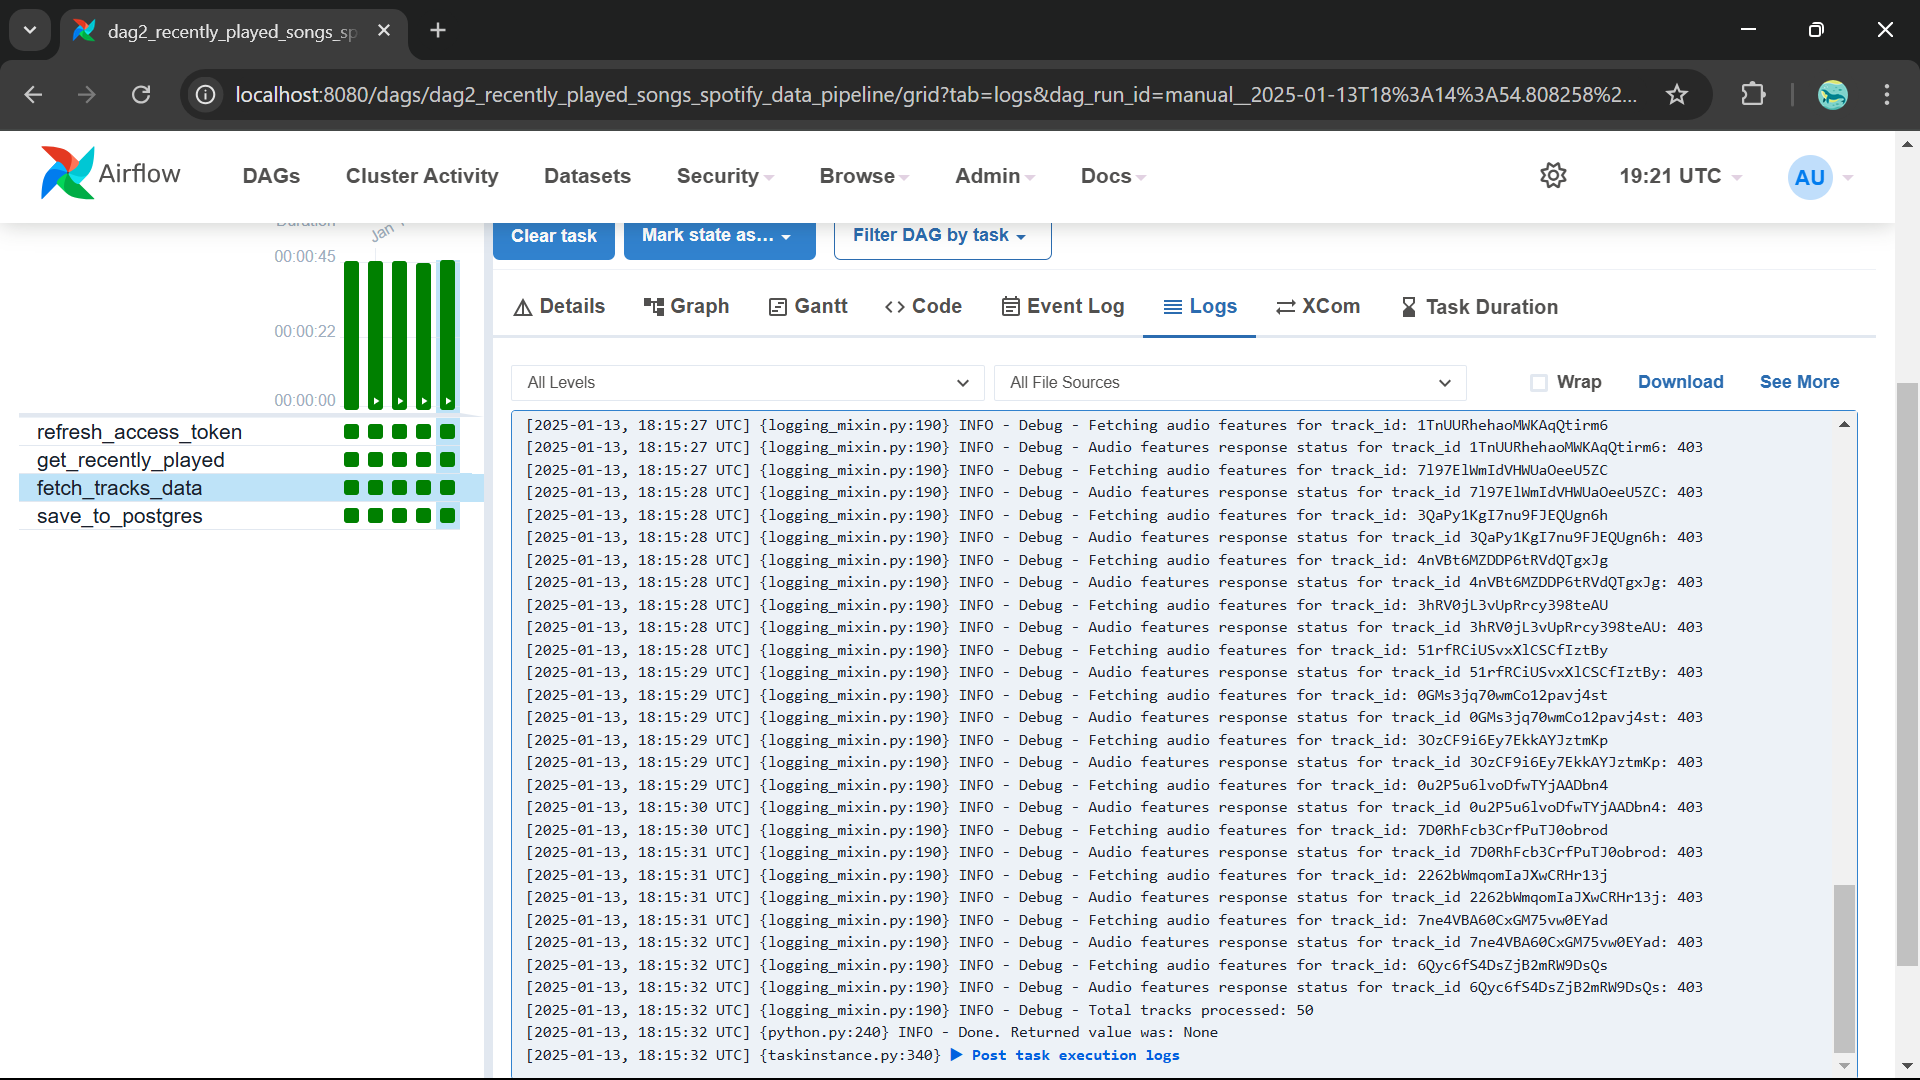 dag2_recently_played_songs_sp
localhost:8080/dags/dag2_recently_played_songs_spotify_data_pipeline/grid?tab=logs&dag_run_id=manual__2025-01-13T18%3A14%3A54.808258%2...
Airflow
DAGs Cluster Activity Datasets Security Browse Admin Docs 19:21 UTC AU
Duration
Jan
00:00:45
00:00:22
00:00:00
refresh_access_token
get_recently_played
fetch_tracks_data
save_to_postgres
Clear task Mark state as... Filter DAG by task
Details Graph Gantt Code Event Log Logs XCom Task Duration
All Levels All File Sources Wrap Download See More
[2025-01-13, 18:15:27 UTC] {logging_mixin.py:190} INFO - Debug - Fetching audio features for track_id: 1TnUURhehaoMWKAqQtirm6
[2025-01-13, 18:15:27 UTC] {logging_mixin.py:190} INFO - Debug - Audio features response status for track_id 1TnUURhehaoMWKAqQtirm6: 403
[2025-01-13, 18:15:27 UTC] {logging_mixin.py:190} INFO - Debug - Fetching audio features for track_id: 7l97ElWmIdVHWUaOeeU5ZC
[2025-01-13, 18:15:28 UTC] {logging_mixin.py:190} INFO - Debug - Audio features response status for track_id 7l97ElWmIdVHWUaOeeU5ZC: 403
[2025-01-13, 18:15:28 UTC] {logging_mixin.py:190} INFO - Debug - Fetching audio features for track_id: 3QaPy1KgI7nu9FJEQUgn6h
[2025-01-13, 18:15:28 UTC] {logging_mixin.py:190} INFO - Debug - Audio features response status for track_id 3QaPy1KgI7nu9FJEQUgn6h: 403
[2025-01-13, 18:15:28 UTC] {logging_mixin.py:190} INFO - Debug - Fetching audio features for track_id: 4nVBt6MZDDP6tRVdQTgxJg
[2025-01-13, 18:15:28 UTC] {logging_mixin.py:190} INFO - Debug - Audio features response status for track_id 4nVBt6MZDDP6tRVdQTgxJg: 403
[2025-01-13, 18:15:28 UTC] {logging_mixin.py:190} INFO - Debug - Fetching audio features for track_id: 3hRV0jL3vUpRrcy398teAU
[2025-01-13, 18:15:28 UTC] {logging_mixin.py:190} INFO - Debug - Audio features response status for track_id 3hRV0jL3vUpRrcy398teAU: 403
[2025-01-13, 18:15:28 UTC] {logging_mixin.py:190} INFO - Debug - Fetching audio features for track_id: 51rfRCiUSvxXlCSCfIztBy
[2025-01-13, 18:15:29 UTC] {logging_mixin.py:190} INFO - Debug - Audio features response status for track_id 51rfRCiUSvxXlCSCfIztBy: 403
[2025-01-13, 18:15:29 UTC] {logging_mixin.py:190} INFO - Debug - Fetching audio features for track_id: 0GMs3jq70wmCo12pavj4st
[2025-01-13, 18:15:29 UTC] {logging_mixin.py:190} INFO - Debug - Audio features response status for track_id 0GMs3jq70wmCo12pavj4st: 403
[2025-01-13, 18:15:29 UTC] {logging_mixin.py:190} INFO - Debug - Fetching audio features for track_id: 3OzCF9i6Ey7EkkAYJztmKp
[2025-01-13, 18:15:29 UTC] {logging_mixin.py:190} INFO - Debug - Audio features response status for track_id 3OzCF9i6Ey7EkkAYJztmKp: 403
[2025-01-13, 18:15:29 UTC] {logging_mixin.py:190} INFO - Debug - Fetching audio features for track_id: 0u2P5u6lvoDfwTYjAADbn4
[2025-01-13, 18:15:30 UTC] {logging_mixin.py:190} INFO - Debug - Audio features response status for track_id 0u2P5u6lvoDfwTYjAADbn4: 403
[2025-01-13, 18:15:30 UTC] {logging_mixin.py:190} INFO - Debug - Fetching audio features for track_id: 7D0RhFcb3CrfPuTJ0obrod
[2025-01-13, 18:15:31 UTC] {logging_mixin.py:190} INFO - Debug - Audio features response status for track_id 7D0RhFcb3CrfPuTJ0obrod: 403
[2025-01-13, 18:15:31 UTC] {logging_mixin.py:190} INFO - Debug - Fetching audio features for track_id: 2262bWmqomIaJXwCRHr13j
[2025-01-13, 18:15:31 UTC] {logging_mixin.py:190} INFO - Debug - Audio features response status for track_id 2262bWmqomIaJXwCRHr13j: 403
[2025-01-13, 18:15:31 UTC] {logging_mixin.py:190} INFO - Debug - Fetching audio features for track_id: 7ne4VBA60CxGM75vw0EYad
[2025-01-13, 18:15:32 UTC] {logging_mixin.py:190} INFO - Debug - Audio features response status for track_id 7ne4VBA60CxGM75vw0EYad: 403
[2025-01-13, 18:15:32 UTC] {logging_mixin.py:190} INFO - Debug - Fetching audio features for track_id: 6Qyc6fS4DsZjB2mRW9DsQs
[2025-01-13, 18:15:32 UTC] {logging_mixin.py:190} INFO - Debug - Audio features response status for track_id 6Qyc6fS4DsZjB2mRW9DsQs: 403
[2025-01-13, 18:15:32 UTC] {logging_mixin.py:190} INFO - Debug - Total tracks processed: 50
[2025-01-13, 18:15:32 UTC] {python.py:240} INFO - Done. Returned value was: None
[2025-01-13, 18:15:32 UTC] {taskinstance.py:340} ▶ Post task execution logs